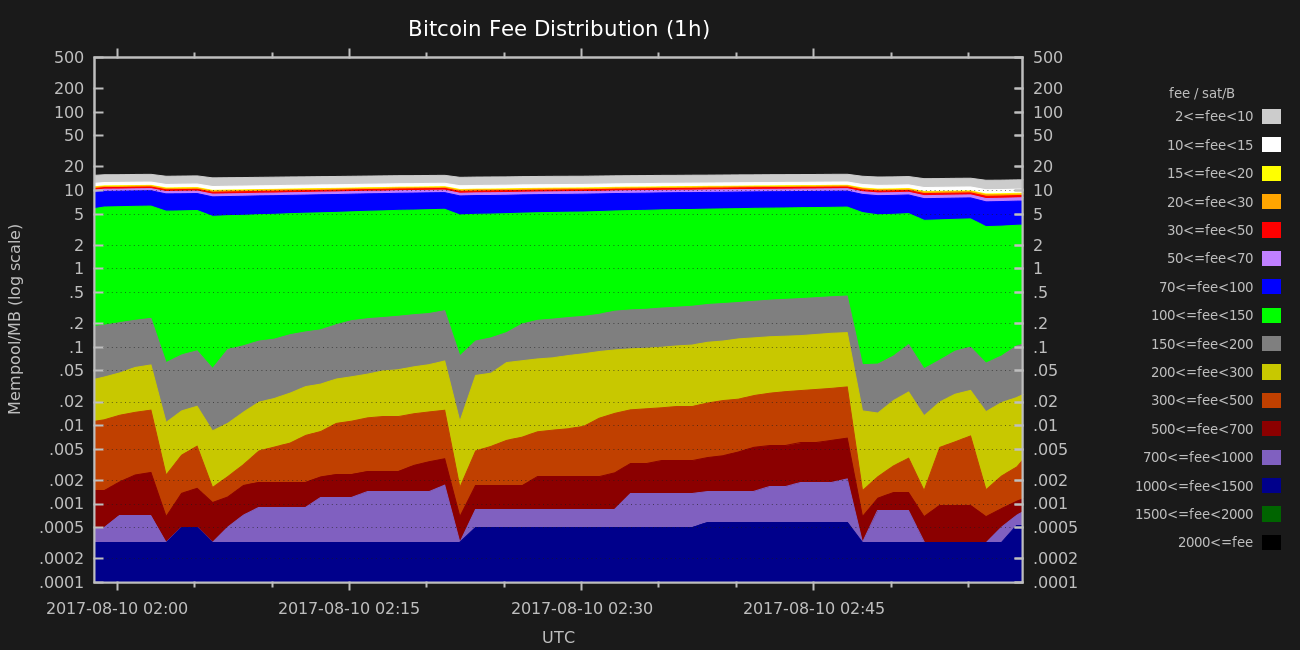 Bitcoin Fee Distribution (1h)
Mempool/MB (log scale)
500
200
100
50
20
10
5
2
1
.5
.2
.1
.05
.02
.01
.005
.002
.001
.0005
.0002
.0001
500
200
100
50
20
10
5
2
1
.5
.2
.1
.05
.02
.01
.005
.002
.001
.0005
.0002
.0001
2017-08-10 02:00 2017-08-10 02:15 2017-08-10 02:30 2017-08-10 02:45
UTC
fee / sat/B
2<=fee<10
10<=fee<15
15<=fee<20
20<=fee<30
30<=fee<50
50<=fee<70
70<=fee<100
100<=fee<150
150<=fee<200
200<=fee<300
300<=fee<500
500<=fee<700
700<=fee<1000
1000<=fee<1500
1500<=fee<2000
2000<=fee